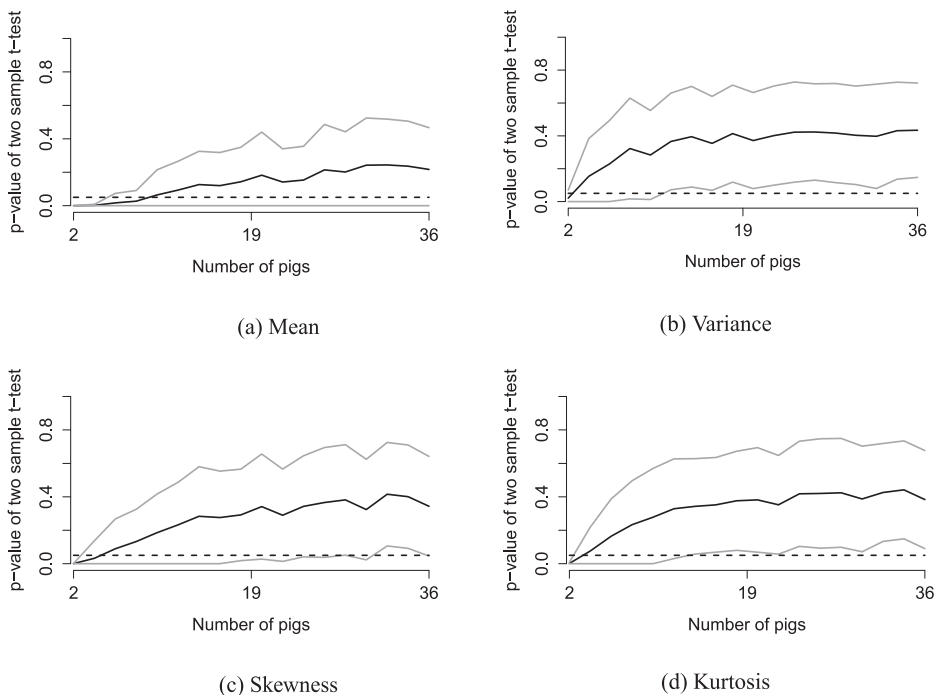 p−value of two sample t−test
0.8
0.4
0.0
2
19
36
Number of pigs
(a) Mean
p−value of two sample t−test
0.8
0.4
0.0
2
19
36
Number of pigs
(b) Variance
p−value of two sample t−test
0.8
0.4
0.0
2
19
36
Number of pigs
(c) Skewness
p−value of two sample t−test
0.8
0.4
0.0
2
19
36
Number of pigs
(d) Kurtosis